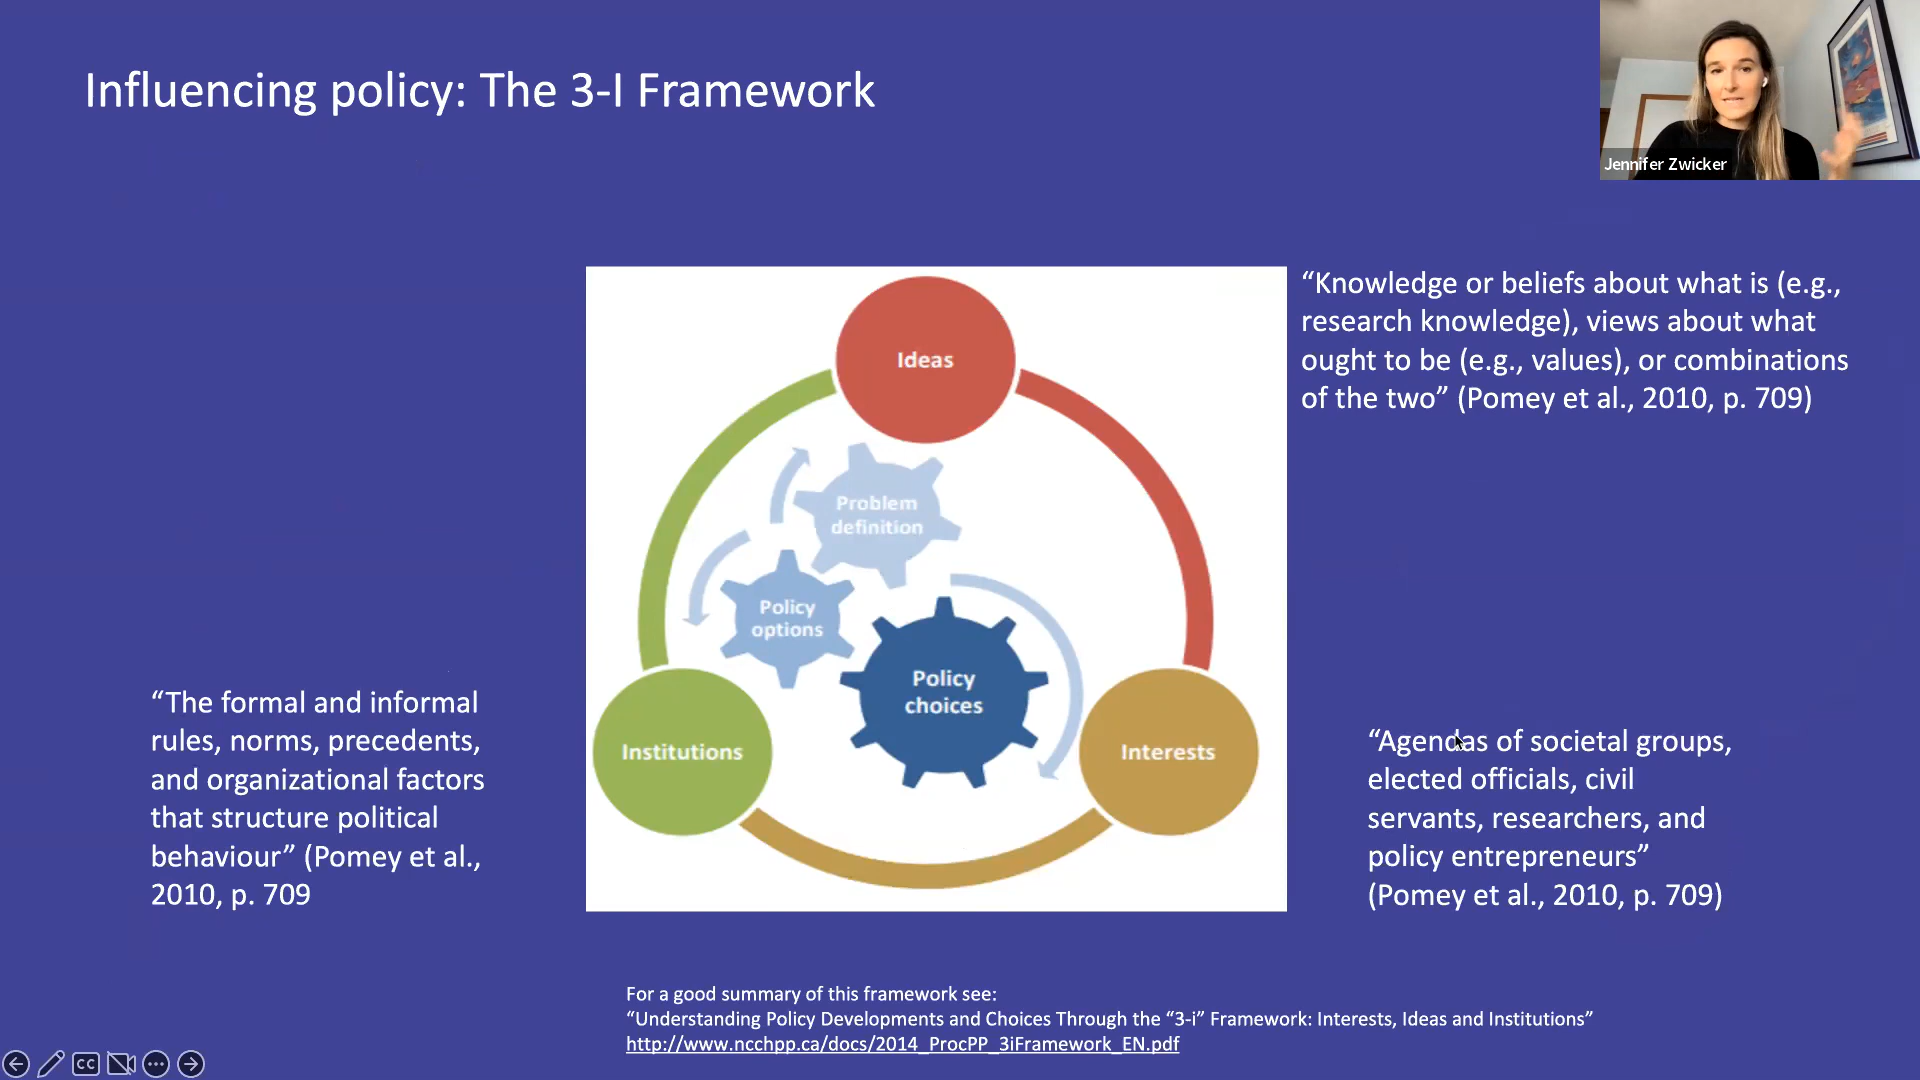 Influencing policy: The 3-I Framework
Jennifer Zwicker
“Knowledge or beliefs about what is (e.g.,
research knowledge), views about what
ought to be (e.g., values), or combinations
of the two” (Pomey et al., 2010, p. 709)
Ideas
Problem
definition
Policy
options
Policy
choices
Institutions
Interests
“The formal and informal
rules, norms, precedents,
and organizational factors
that structure political
behaviour” (Pomey et al.,
2010, p. 709
“Agendas of societal groups,
elected officials, civil
servants, researchers, and
policy entrepreneurs”
(Pomey et al., 2010, p. 709)
For a good summary of this framework see:
“Understanding Policy Developments and Choices Through the “3-i” Framework: Interests, Ideas and Institutions”
http://www.ncchpp.ca/docs/2014_ProcPP_3iFramework_EN.pdf
CC